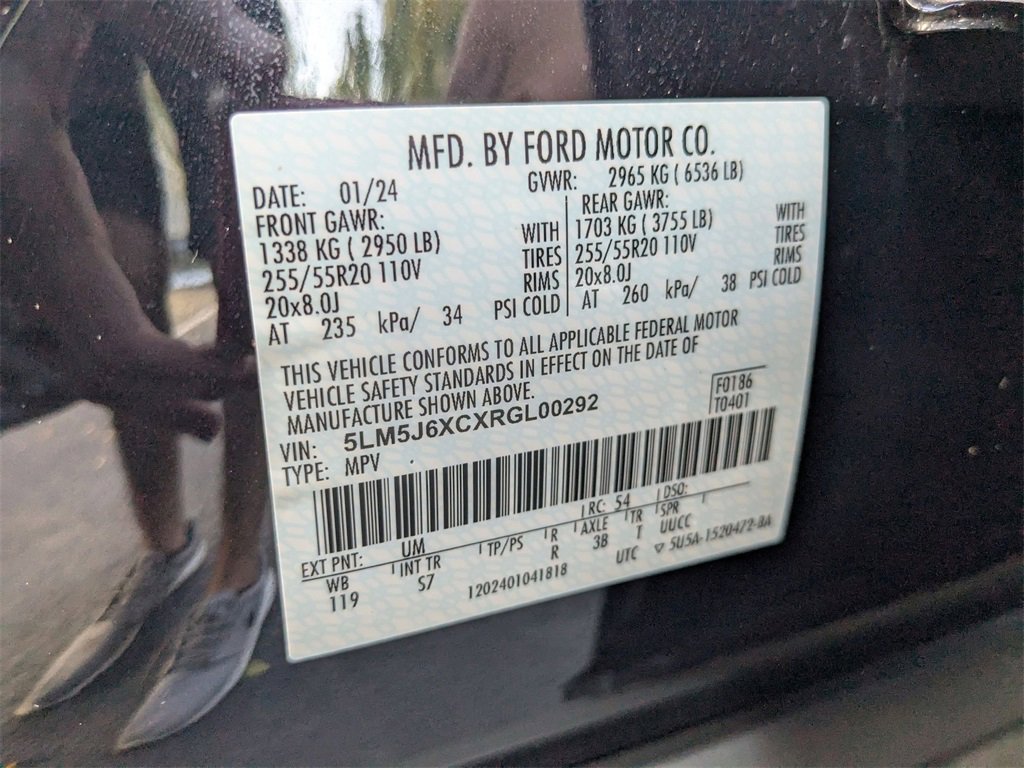 MFD. BY FORD MOTOR CO.
DATE: 01/24 GVWR: 2965 KG ( 6536 LB)
FRONT GAWR: REAR GAWR:
1338 KG ( 2950 LB) WITH 1703 KG ( 3755 LB) WITH
255/55R20 110V TIRES 255/55R20 110V TIRES
20x8.0J RIMS 20x8.0J RIMS
AT 235 kPa/ 34 PSI COLD AT 260 kPa/ 38 PSI COLD
THIS VEHICLE CONFORMS TO ALL APPLICABLE FEDERAL MOTOR
VEHICLE SAFETY STANDARDS IN EFFECT ON THE DATE OF
MANUFACTURE SHOWN ABOVE.
F0186
VIN: 5LM5J6XCXRGL00292
T0401
TYPE: MPV
EXT PNT: UM RC: 54 DSO:
WB INT TR TP/PS R AXLE TR SPR
119 S7 R 3B T UUCC
1202401041818 UTC ▽ 5U5A-1520472-BA